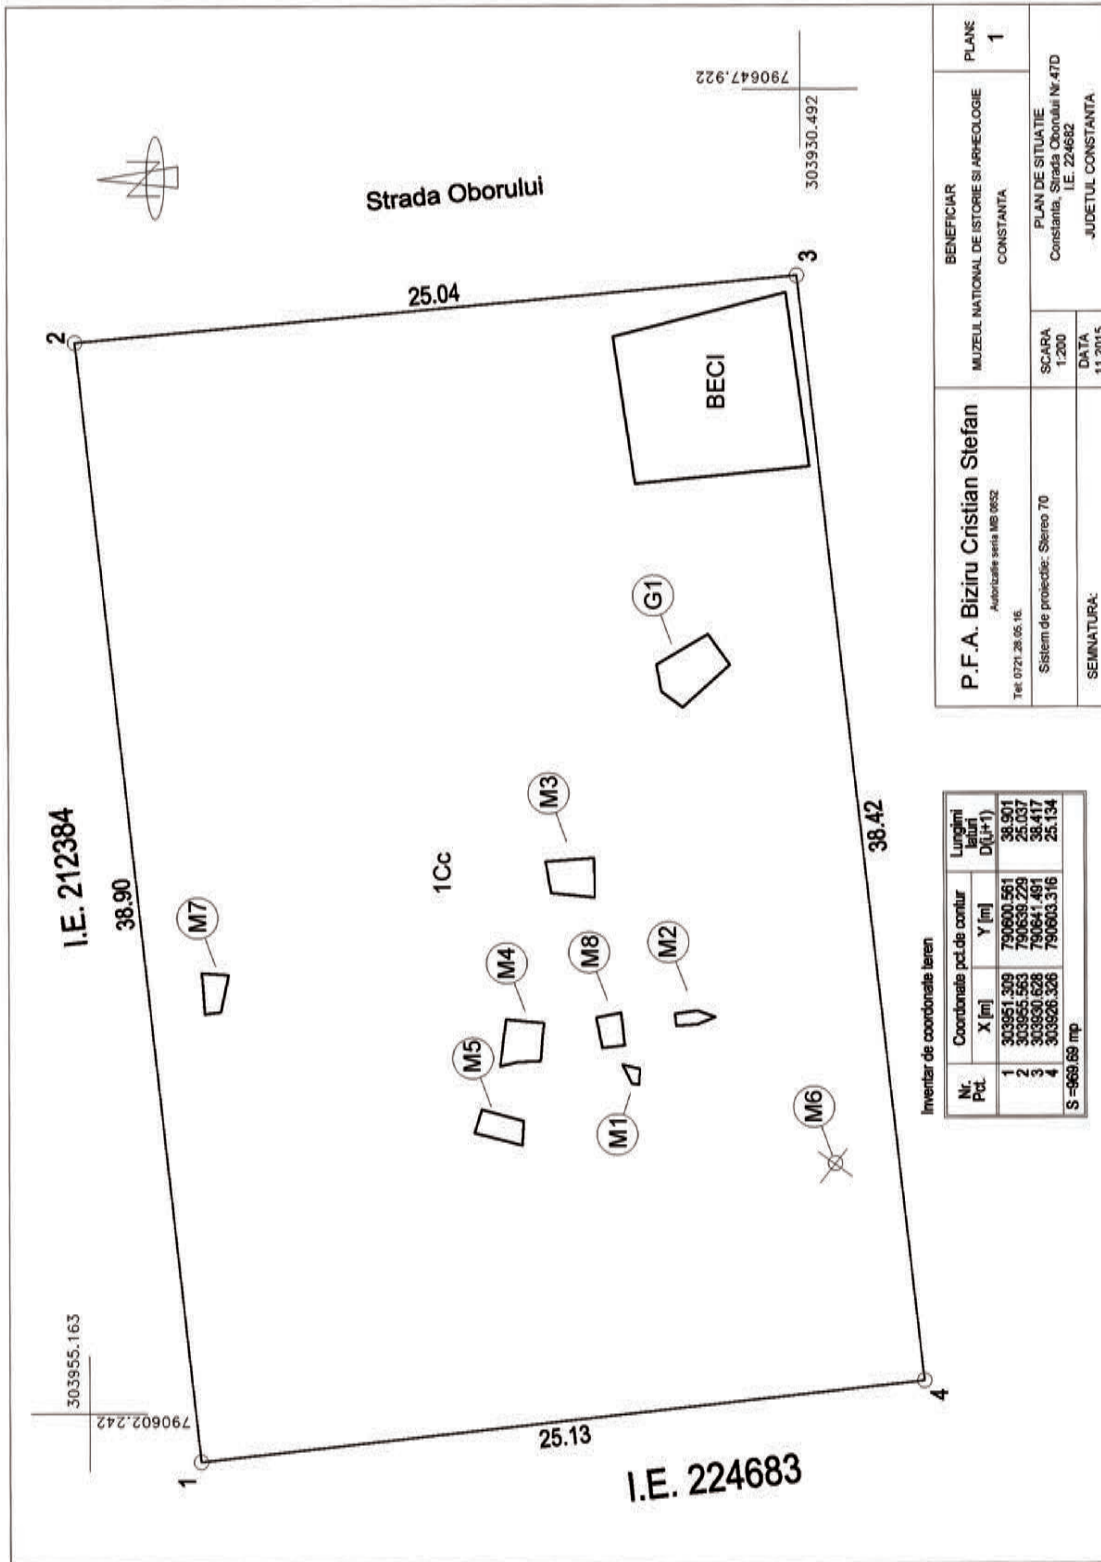 I.E. 212384
38.90
303955.163
790602.242
1
2
25.04
Strada Oborului
790647.922
303930.492
3
BECI
G1
M7
1Cc
M3
M4
M5
M8
M2
M1
M6
38.42
25.13
4
I.E. 224683
Inventar de coordonate teren
Nr. Pct.
Coordonate pct.de contur
X [m]
Y [m]
Lungimi
laturi
D(i,i+1)
1 303951.309 790600.561 38.901
2 303955.563 790639.229 25.037
3 303930.628 790641.491 38.417
4 303926.326 790603.316 25.134
S =969.69 mp
P.F.A. Biziru Cristian Stefan
Autorizatie seria MB 0652
Tel: 0721.28.05.16.
Sistem de proiectie: Stereo 70
SEMNATURA:
BENEFICIAR
MUZEUL NATIONAL DE ISTORIE SI ARHEOLOGIE
CONSTANTA
PLANS
1
SCARA
1:200
DATA
11.2015
PLAN DE SITUATIE
Constanta, Strada Oborului Nr.47D
I.E. 224682
JUDETUL CONSTANTA